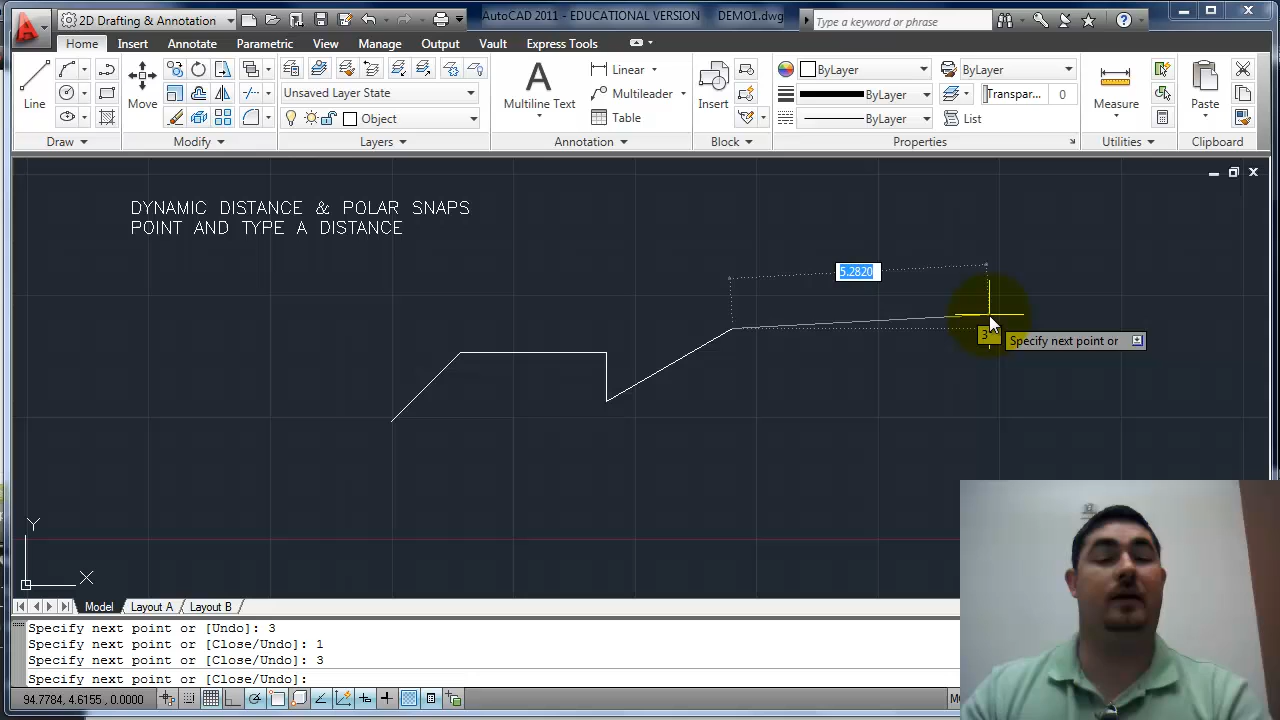 2D Drafting & Annotation
AutoCAD 2011 - EDUCATIONAL VERSION DEMO1.dwg
Type a keyword or phrase
Home Insert Annotate Parametric View Manage Output Vault Express Tools
Line
Move
Unsaved Layer State
Object
Multiline Text
Linear
Multileader
Table
Insert
ByLayer
ByLayer
ByLayer
ByLayer
Transpar... 0
List
Measure
Paste
Draw Modify Layers Annotation Block Properties Utilities Clipboard
DYNAMIC DISTANCE & POLAR SNAPS
POINT AND TYPE A DISTANCE
5.2820
Specify next point or
Y
X
Model Layout A Layout B
Specify next point or [Undo]: 3
Specify next point or [Close/Undo]: 1
Specify next point or [Close/Undo]: 3
Specify next point or [Close/Undo]:
94.7784, 4.6155, 0.0000